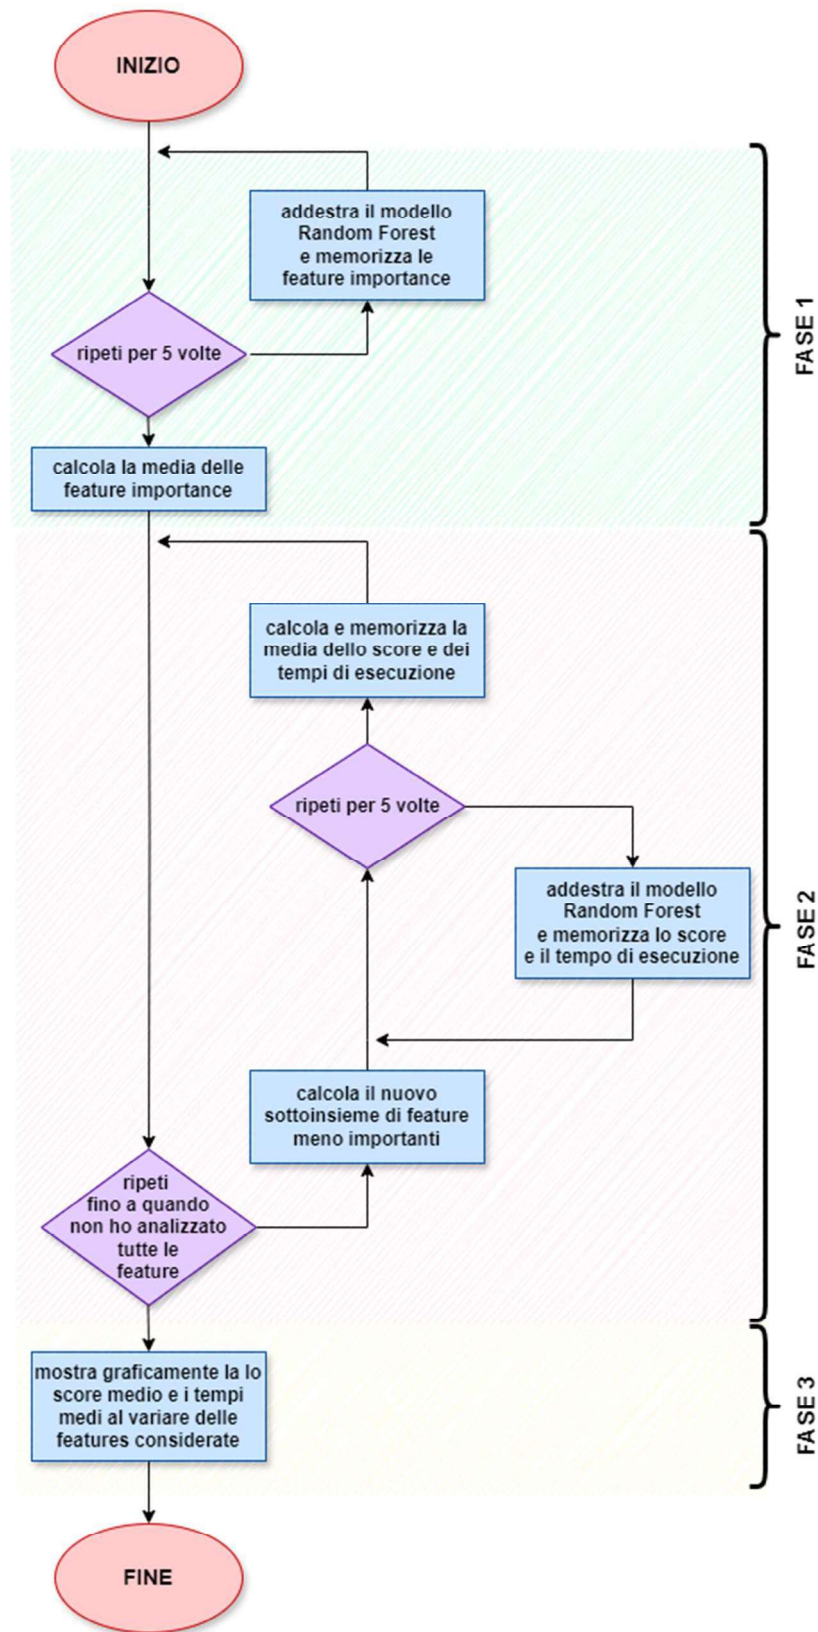 INIZIO
addestra il modello
Random Forest
e memorizza le
feature importance
ripeti per 5 volte
FASE 1
calcola la media delle
feature importance
calcola e memorizza la
media dello score e dei
tempi di esecuzione
ripeti per 5 volte
addestra il modello
Random Forest
e memorizza lo score
e il tempo di esecuzione
FASE 2
calcola il nuovo
sottoinsieme di feature
meno importanti
ripeti
fino a quando
non ho analizzato
tutte le
feature
mostra graficamente la lo
score medio e i tempi
medi al variare delle
features considerate
FASE 3
FINE